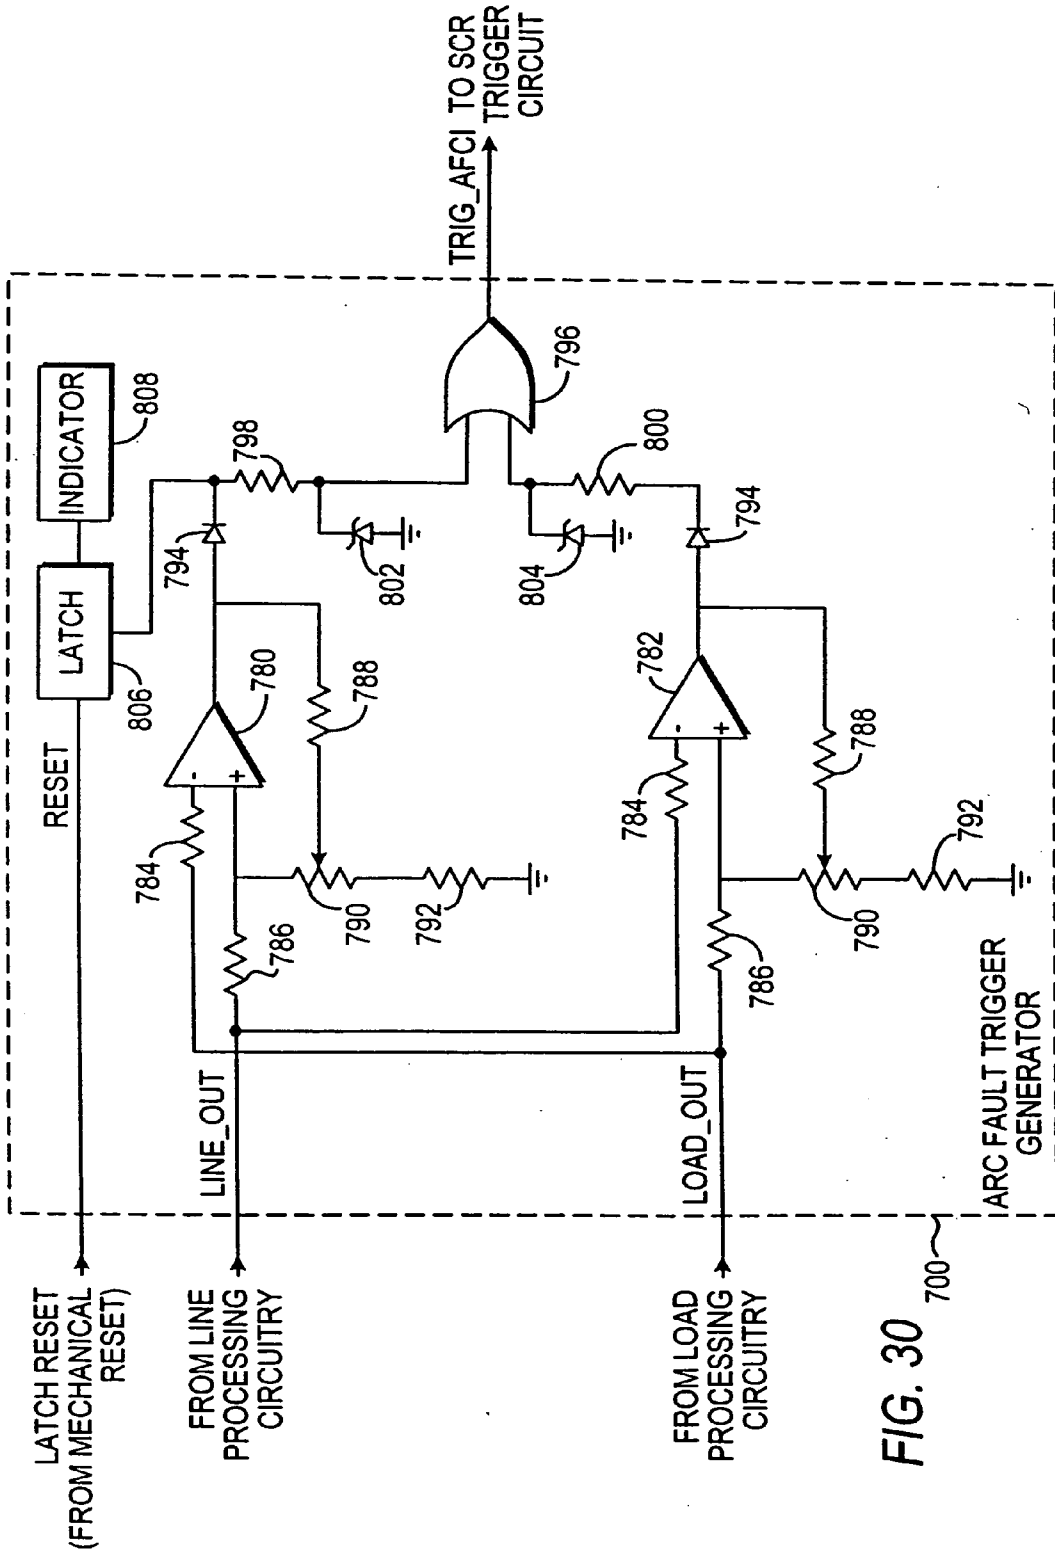 LATCH RESET
(FROM MECHANICAL
RESET)
RESET
LATCH
806
INDICATOR
808
FROM LINE
PROCESSING
CIRCUITRY
LINE_OUT
784
-
+
780
786
788
790
792
794
798
802
796
TRIG_AFCI TO SCR
TRIGGER
CIRCUIT
804
800
794
FROM LOAD
PROCESSING
CIRCUITRY
LOAD_OUT
784
-
+
782
786
788
790
792
ARC FAULT TRIGGER
GENERATOR
700
FIG. 30